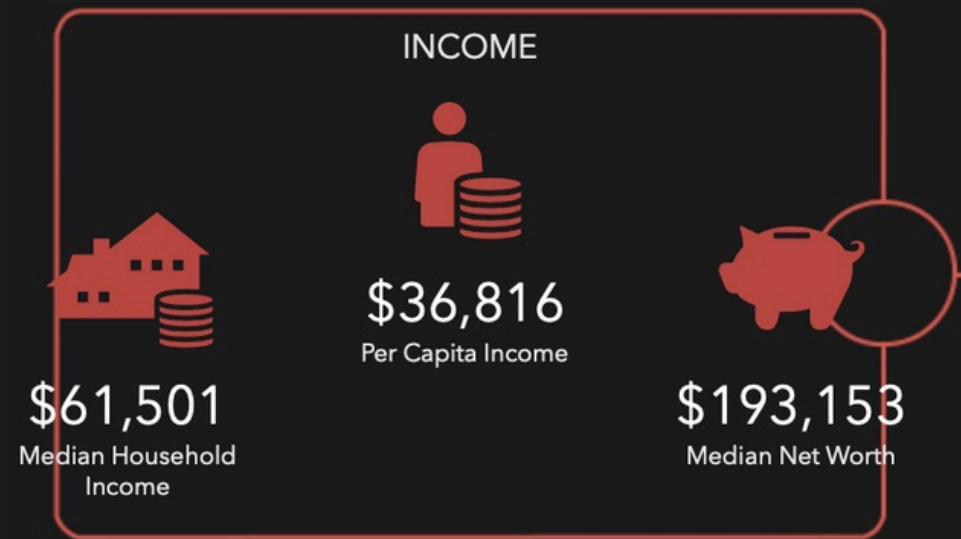 INCOME
$36,816
Per Capita Income
$61,501
Median Household
Income
$193,153
Median Net Worth